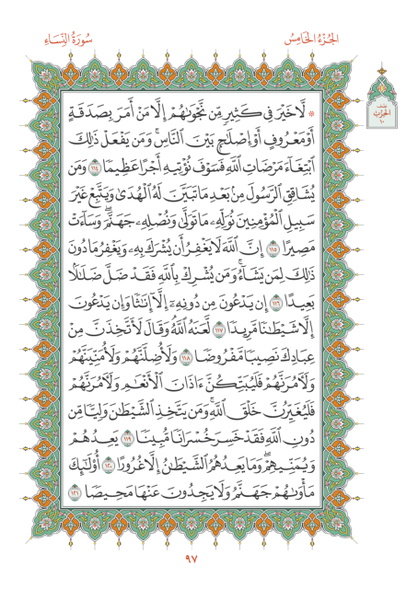 الجُزْءُ الخَامِسُ
سُورَةُ النِّسَاءِ
نصف
الحزب
١٠
۞ لَّا خَيْرَ فِي كَثِيرٍ مِّن نَّجْوَىٰهُمْ إِلَّا مَنْ أَمَرَ بِصَدَقَةٍ
أَوْ مَعْرُوفٍ أَوْ إِصْلَٰحٍۭ بَيْنَ ٱلنَّاسِۚ وَمَن يَفْعَلْ ذَٰلِكَ
ٱبْتِغَآءَ مَرْضَاتِ ٱللَّهِ فَسَوْفَ نُؤْتِيهِ أَجْرًا عَظِيمًا ١١٤ وَمَن
يُشَاقِقِ ٱلرَّسُولَ مِنۢ بَعْدِ مَا تَبَيَّنَ لَهُ ٱلْهُدَىٰ وَيَتَّبِعْ غَيْرَ
سَبِيلِ ٱلْمُؤْمِنِينَ نُوَلِّهِۦ مَا تَوَلَّىٰ وَنُصْلِهِۦ جَهَنَّمَۖ وَسَآءَتْ
مَصِيرًا ١١٥ إِنَّ ٱللَّهَ لَا يَغْفِرُ أَن يُشْرَكَ بِهِۦ وَيَغْفِرُ مَا دُونَ
ذَٰلِكَ لِمَن يَشَآءُۚ وَمَن يُشْرِكْ بِٱللَّهِ فَقَدْ ضَلَّ ضَلَٰلًۢا
بَعِيدًا ١١٦ إِن يَدْعُونَ مِن دُونِهِۦٓ إِلَّآ إِنَٰثًا وَإِن يَدْعُونَ
إِلَّا شَيْطَٰنًا مَّرِيدًا ١١٧ لَّعَنَهُ ٱللَّهُۘ وَقَالَ لَأَتَّخِذَنَّ مِنْ
عِبَادِكَ نَصِيبًا مَّفْرُوضًا ١١٨ وَلَأُضِلَّنَّهُمْ وَلَأُمَنِّيَنَّهُمْ
وَلَءَامُرَنَّهُمْ فَلَيُبَتِّكُنَّ ءَاذَانَ ٱلْأَنْعَٰمِ وَلَءَامُرَنَّهُمْ
فَلَيُغَيِّرُنَّ خَلْقَ ٱللَّهِۚ وَمَن يَتَّخِذِ ٱلشَّيْطَٰنَ وَلِيًّا مِّن
دُونِ ٱللَّهِ فَقَدْ خَسِرَ خُسْرَانًا مُّبِينًا ١١٩ يَعِدُهُمْ
وَيُمَنِّيهِمْۖ وَمَا يَعِدُهُمُ ٱلشَّيْطَٰنُ إِلَّا غُرُورًا ١٢٠ أُو۟لَٰٓئِكَ
مَأْوَىٰهُمْ جَهَنَّمُ وَلَا يَجِدُونَ عَنْهَا مَحِيصًا ١٢١
٩٧